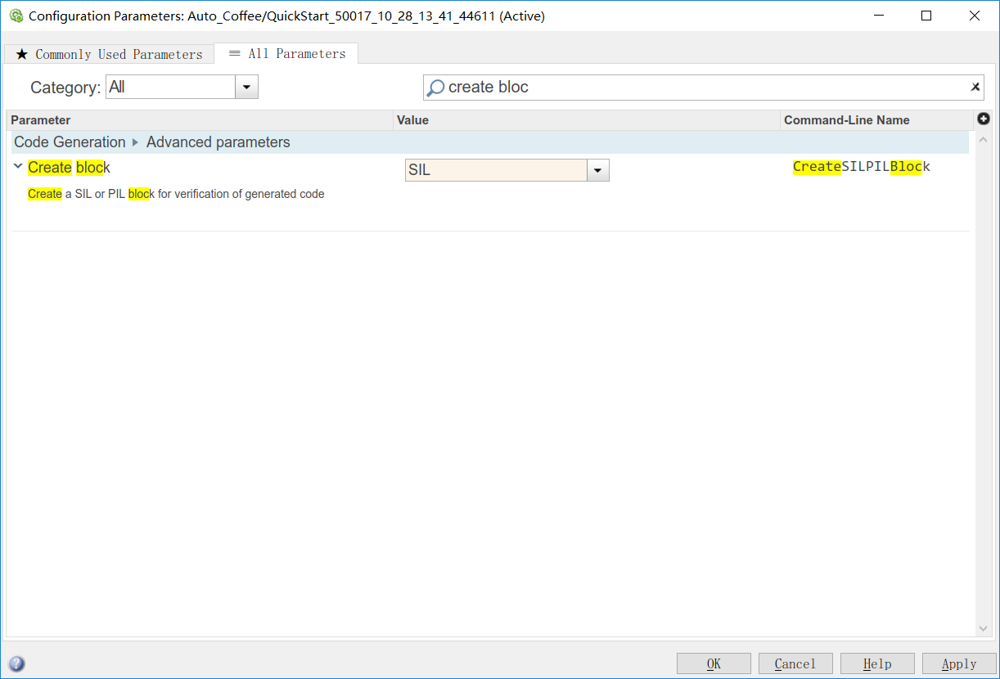 Configuration Parameters: Auto_Coffee/QuickStart_50017_10_28_13_41_44611 (Active)
★ Commonly Used Parameters All Parameters
Category: All create bloc
Parameter Value Command-Line Name
Code Generation ▸ Advanced parameters
Create block SIL CreateSILPILBlock
Create a SIL or PIL block for verification of generated code
OK Cancel Help Apply